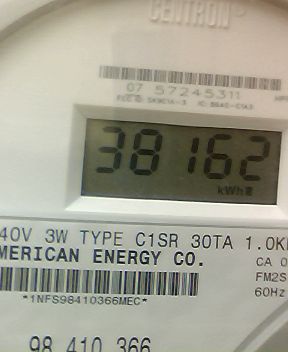 CENTRON®
07 57245311
38162
kWh
40V 3W TYPE C1SR 30TA 1.0K
MERICAN ENERGY CO.
CA 0
FM2S
60Hz
*1NFS98410366MEC*
98 410 366